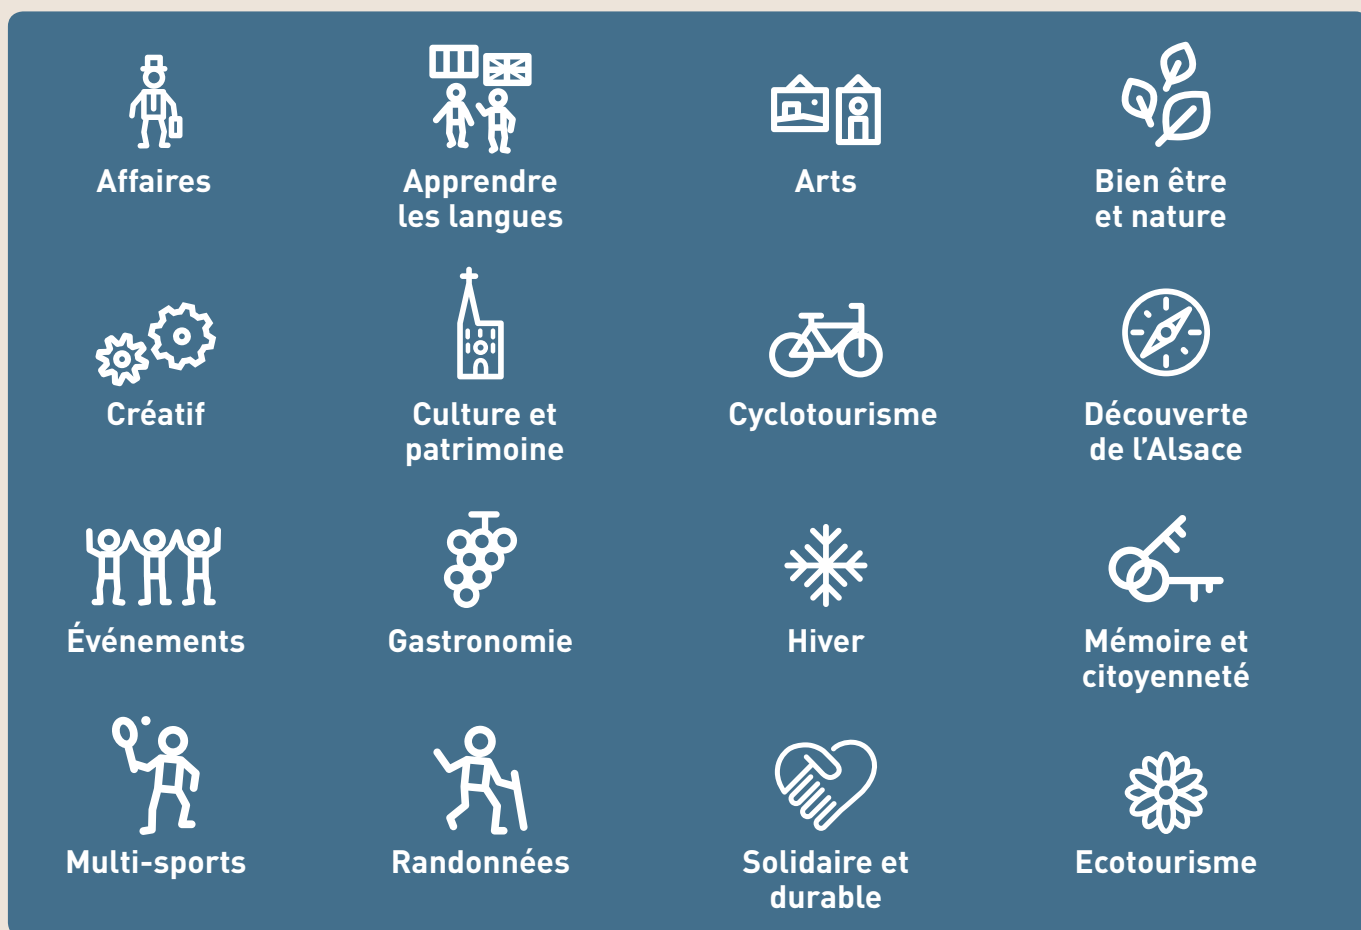 Affaires
Apprendre
les langues
Arts
Bien être
et nature
Créatif
Culture et
patrimoine
Cyclotourisme
Découverte
de l’Alsace
Événements
Gastronomie
Hiver
Mémoire et
citoyenneté
Multi-sports
Randonnées
Solidaire et
durable
Ecotourisme